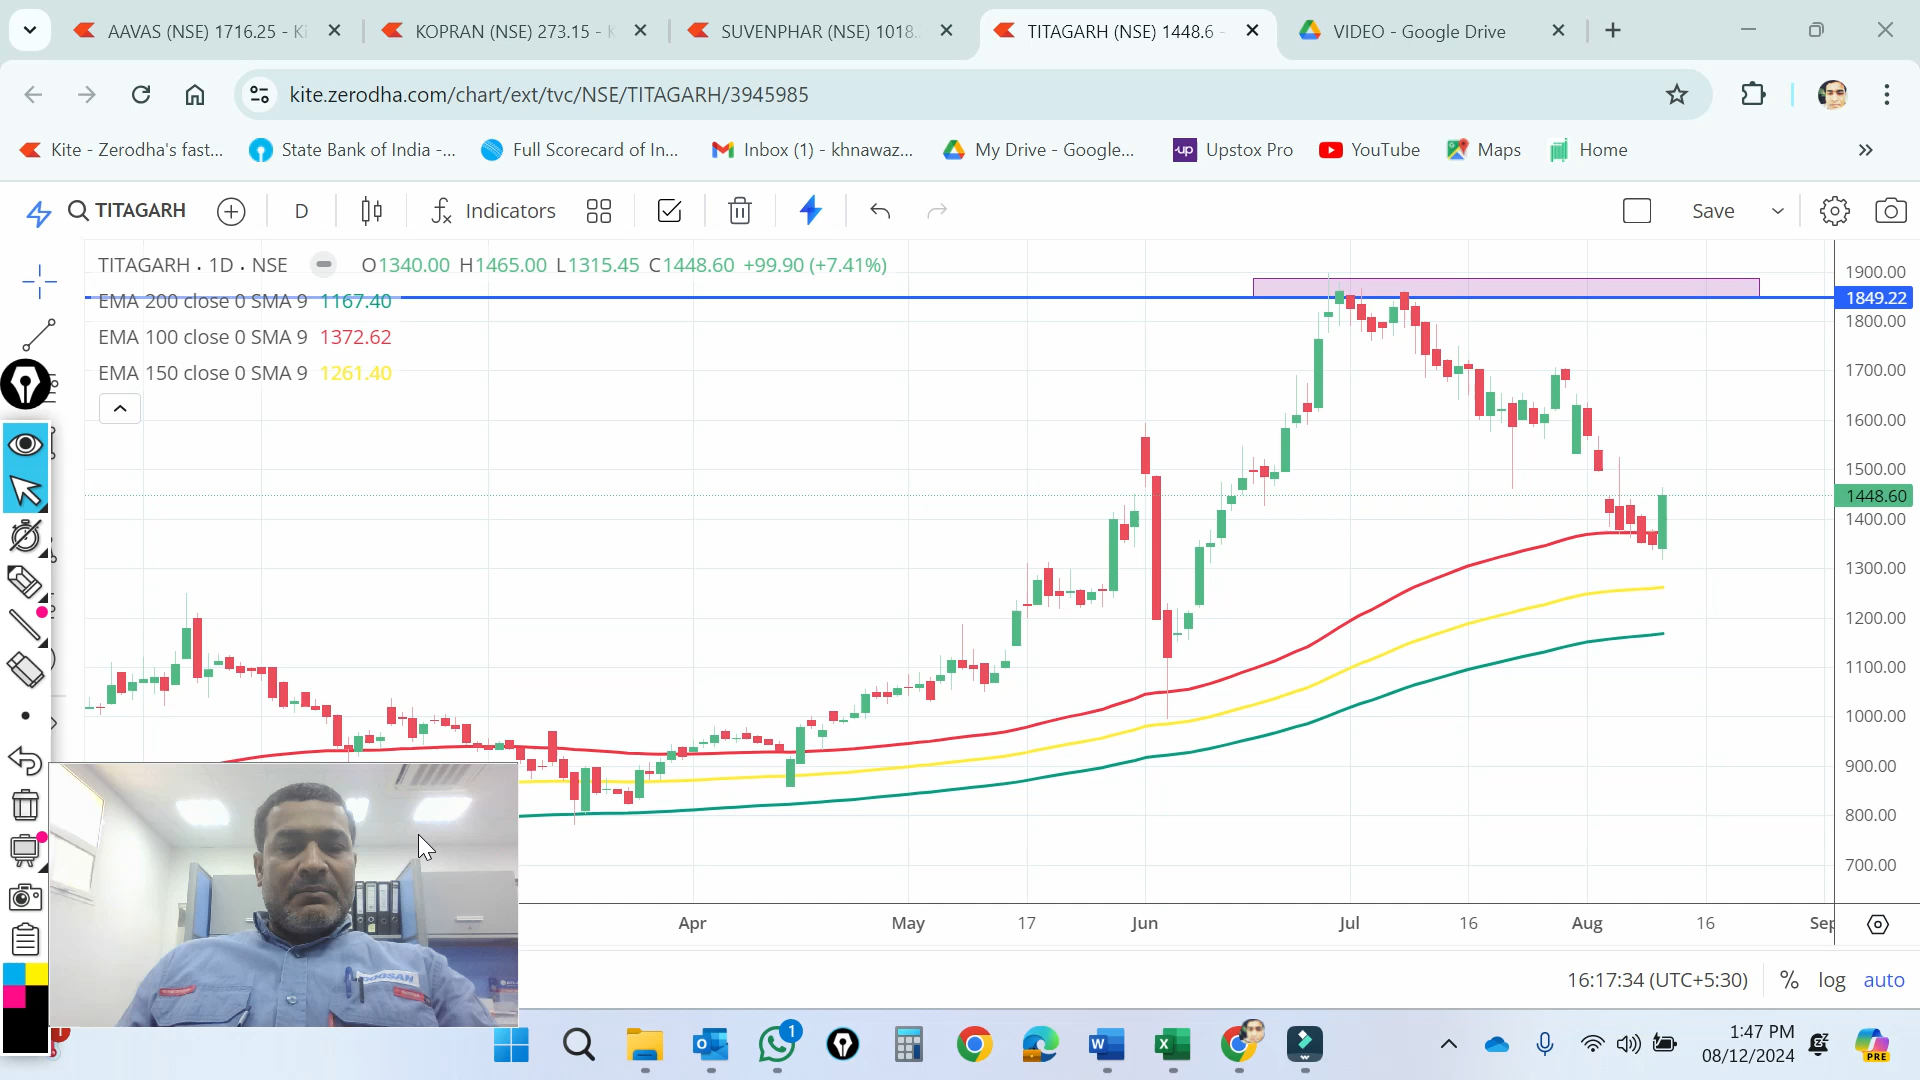 AAVAS (NSE) 1716.25 - Ki
KOPRAN (NSE) 273.15 - K
SUVENPHAR (NSE) 1018.
TITAGARH (NSE) 1448.6 -
VIDEO - Google Drive
kite.zerodha.com/chart/ext/tvc/NSE/TITAGARH/3945985
Kite - Zerodha's fast...
State Bank of India -...
Full Scorecard of In...
Inbox (1) - khnawaz...
My Drive - Google...
up Upstox Pro
YouTube
Maps
Home
TITAGARH
D
Indicators
Save
TITAGARH . 1D . NSE O1340.00 H1465.00 L1315.45 C1448.60 +99.90 (+7.41%)
EMA 200 close 0 SMA 9 1167.40
EMA 100 close 0 SMA 9 1372.62
EMA 150 close 0 SMA 9 1261.40
1900.00
1849.22
1800.00
1700.00
1600.00
1500.00
1448.60
1400.00
1300.00
1200.00
1100.00
1000.00
900.00
800.00
700.00
Apr May 17 Jun Jul 16 Aug 16 Sep
16:17:34 (UTC+5:30) % log auto
DOOSAN
1
1
1:47 PM
08/12/2024
PRE